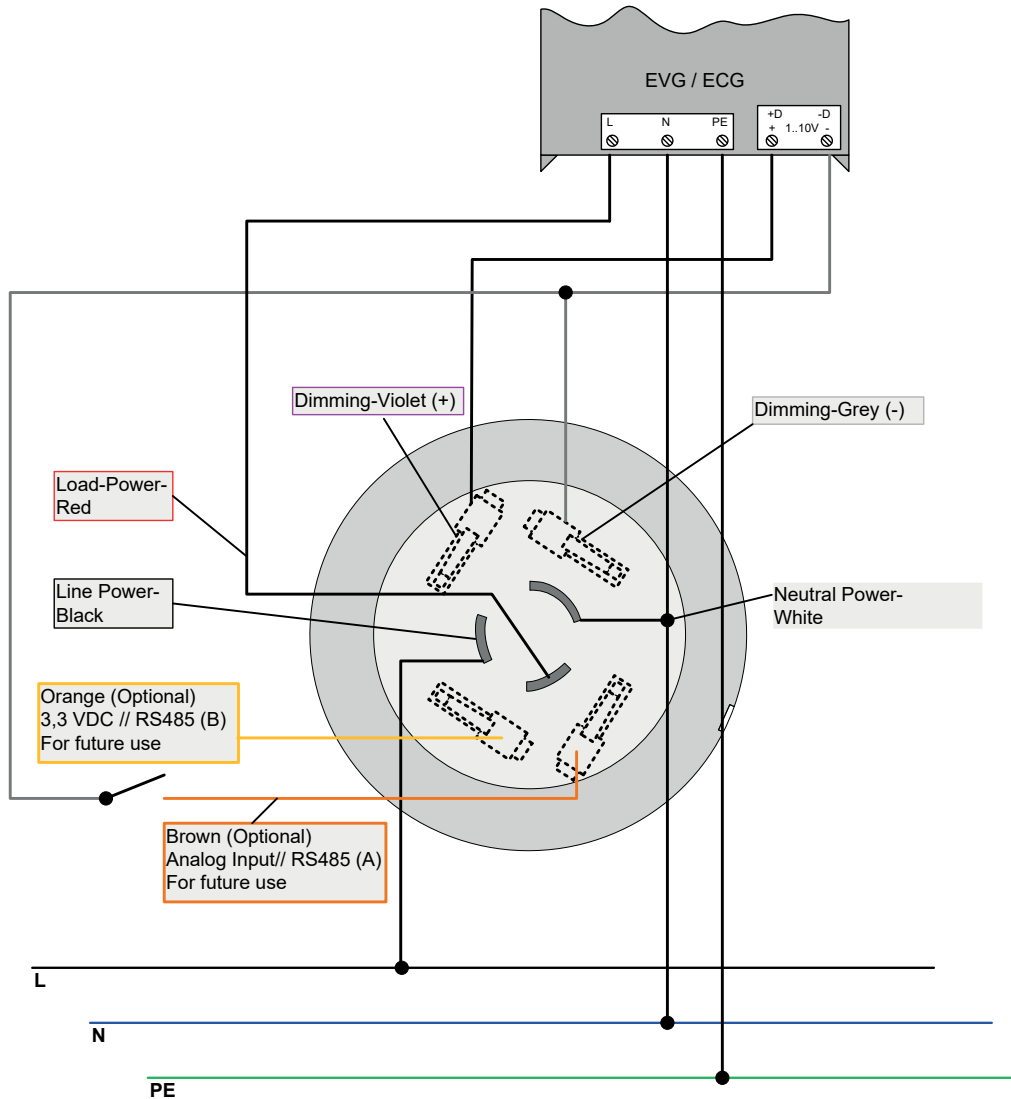 EVG / ECG
L N PE
+D -D
+ 1..10V -
Dimming-Violet (+)
Dimming-Grey (-)
Load-Power-
Red
Line Power-
Black
Neutral Power-
White
Orange (Optional)
3,3 VDC // RS485 (B)
For future use
Brown (Optional)
Analog Input// RS485 (A)
For future use
L
N
PE